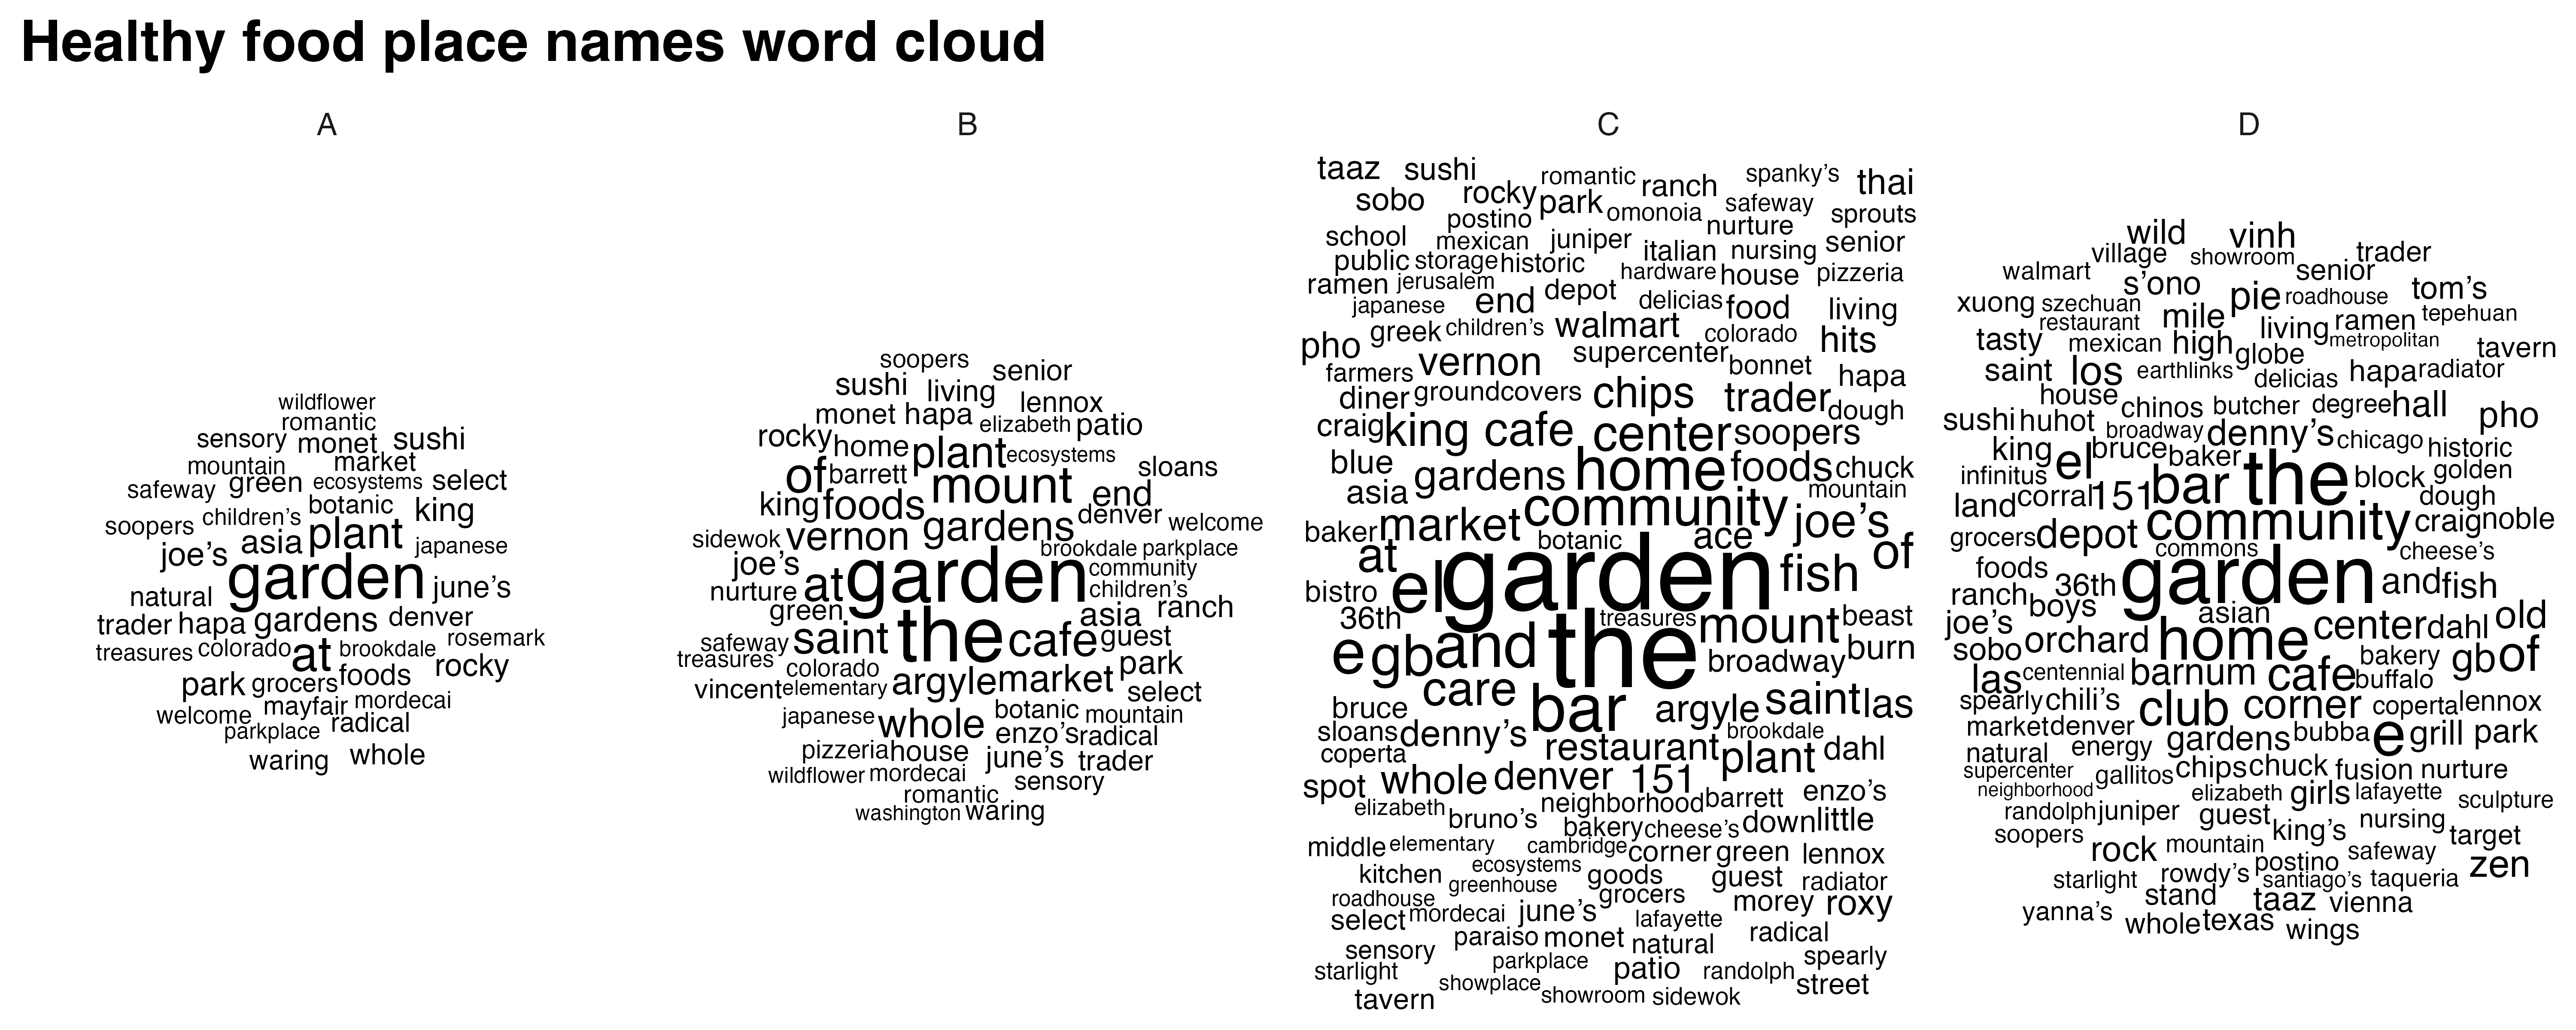 Healthy food place names word cloud
A
wildflower
romantic
sensory monet sushi
mountain market
safeway green ecosystems select
soopers children's botanic king
joe's asia plant japanese
garden june's
natural
trader hapa gardens denver
treasures colorado at brookdale rosemark
park grocers foods rocky
welcome mayfair mordecai
parkplace radical
waring whole
B
soopers senior
sushi living lennox
monet hapa elizabeth patio
rocky home plant ecosystems
of barrett mount sloans
king foods gardens end
sidewok vernon denver welcome
joe's at garden brookdale parkplace
nurture community
green children's
asia ranch
safeway saint the cafe guest
treasures colorado park
vincent elementary argyle market select
japanese whole botanic mountain
pizzeria house enzo's radical
wildflower mordecai june's trader
romantic sensory
washington waring
C
taaz sushi romantic ranch spanky's thai
sobo rocky park omonoia safeway sprouts
school postino juniper nurture
mexican italian nursing senior
public storage historic hardware house pizzeria
ramen jerusalem
japanese end depot delicias food living
pho greek children's walmart colorado hits
farmers vernon supercenter bonnet hapa
diner groundcovers chips trader dough
craig king cafe center soopers
blue gardens home foods chuck
asia community mountain
baker market joe's
at botanic ace of
bistro el garden fish
36th treasures mount beast
e gb and the broadway burn
care
bruce bar argyle saint las
sloans denny's brookdale
coperta restaurant plant dahl
spot whole denver 151
elizabeth neighborhood barrett enzo's
bruno's bakery cheese's down little
middle elementary cambridge corner green lennox
kitchen ecosystems goods guest radiator
roadhouse greenhouse grocers morey roxy
select mordecai june's lafayette
sensory paraiso monet natural radical
starlight parkplace patio randolph spearly
showplace street
tavern showroom sidewok
D
wild vinh
village showroom trader
walmart s'ono senior
xuong szechuan pie roadhouse tom's
restaurant mile living ramen tepehuan
tasty mexican high globe metropolitan tavern
saint los earthlinks delicias hapa radiator
house chinos butcher degree hall pho
sushi huhot broadway denny's chicago historic
king el bruce baker the block golden
infinitus bar
land corral 151 dough
grocers depot community craig noble
foods commons cheese's
ranch 36th garden and fish
joe's boys asian
sobo orchard home center dahl old
las centennial barnum cafe bakery gb of
spearly chili's buffalo
market denver club corner coperta lennox
natural energy gardens bubba e grill park
supercenter gallitos chips chuck fusion nurture
neighborhood elizabeth girls lafayette sculpture
randolph juniper guest nursing
soopers rock mountain king's target
postino safeway zen
starlight rowdy's santiago's taqueria
yanna's stand taaz vienna
whole texas wings